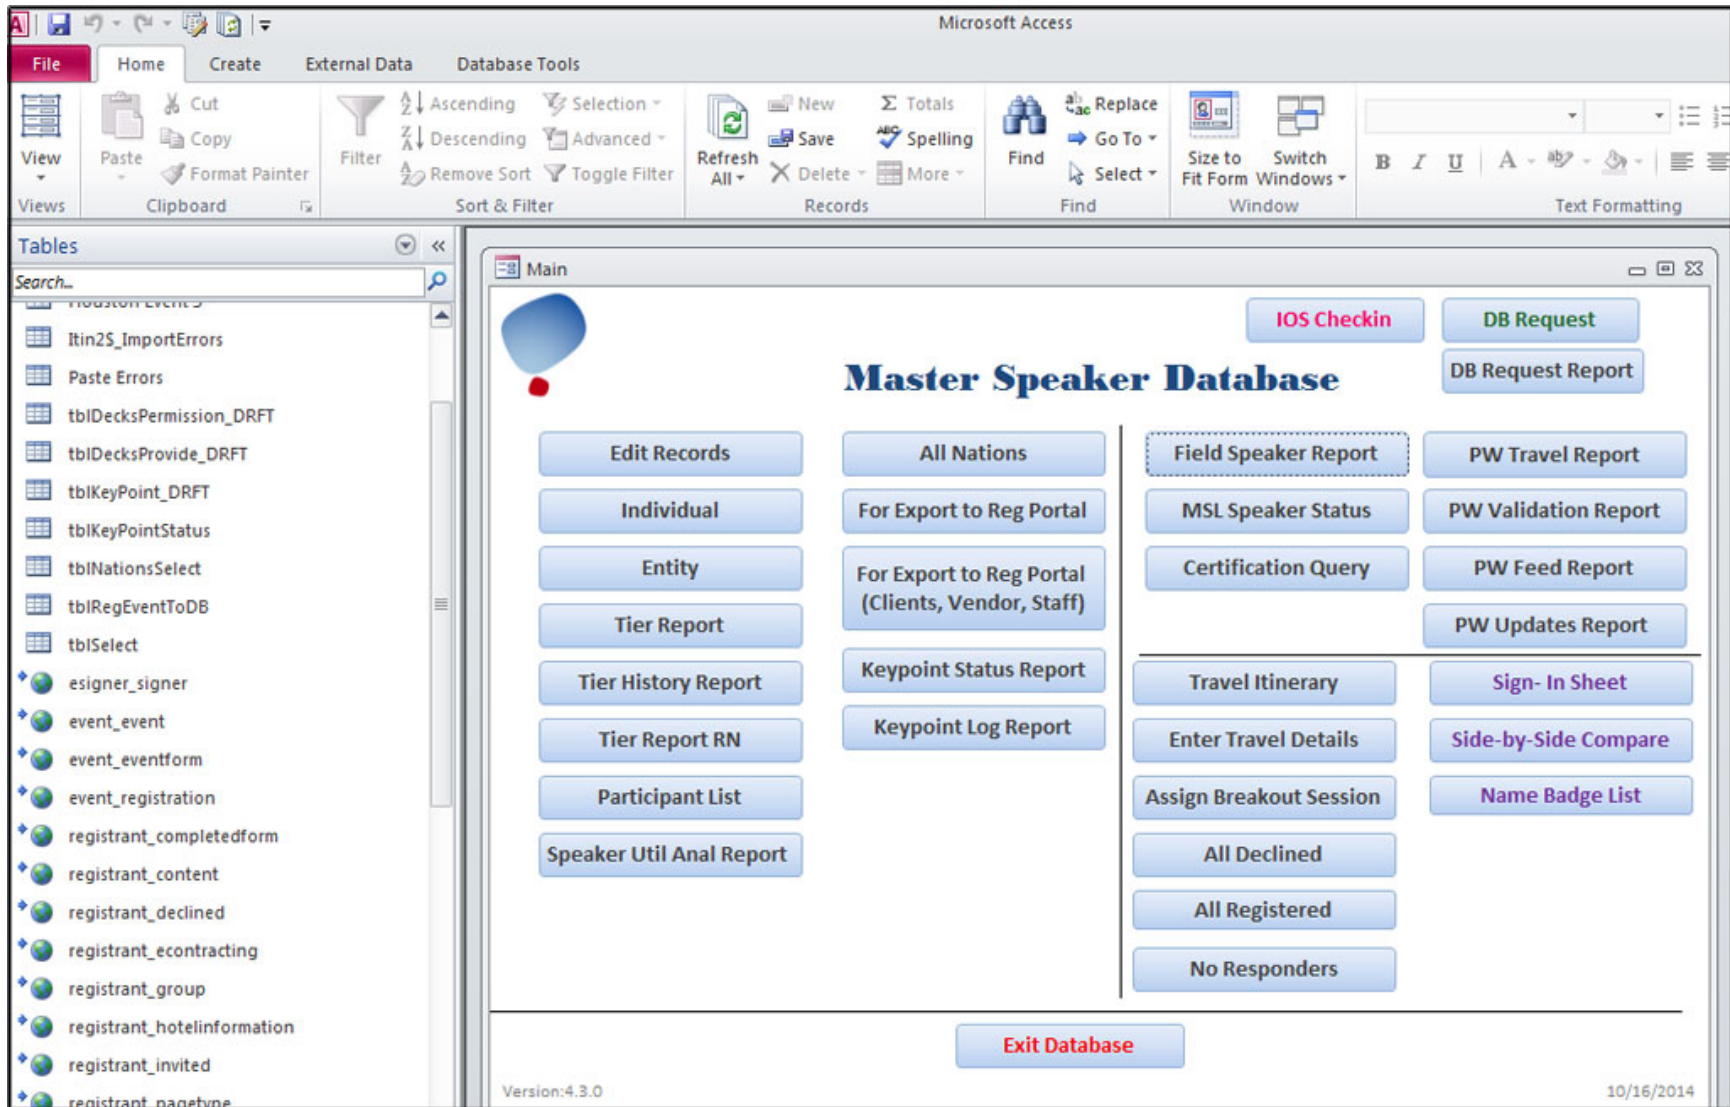 Microsoft Access
File Home Create External Data Database Tools
Cut
Ascending Selection
New Totals
Replace
Copy
Descending Advanced
Save Spelling
Go To
View Paste Format Painter
Filter Remove Sort Toggle Filter
Refresh All Delete More
Find Select
Size to Fit Form Switch Windows
B I U A
Views Clipboard Sort & Filter Records Find Window Text Formatting
Tables
Search...
Itin2$_ImportErrors
Paste Errors
tblDecksPermission_DRFT
tblDecksProvide_DRFT
tblKeyPoint_DRFT
tblKeyPointStatus
tblNationsSelect
tblRegEventToDB
tblSelect
esigner_signer
event_event
event_eventform
event_registration
registrant_completedform
registrant_content
registrant_declined
registrant_econtracting
registrant_group
registrant_hotelinformation
registrant_invited
registrant_pagetype
Main
IOS Checkin
DB Request
DB Request Report
Master Speaker Database
Edit Records
Individual
Entity
Tier Report
Tier History Report
Tier Report RN
Participant List
Speaker Util Anal Report
All Nations
For Export to Reg Portal
For Export to Reg Portal
(Clients, Vendor, Staff)
Keypoint Status Report
Keypoint Log Report
Field Speaker Report
MSL Speaker Status
Certification Query
PW Travel Report
PW Validation Report
PW Feed Report
PW Updates Report
Travel Itinerary
Enter Travel Details
Assign Breakout Session
All Declined
All Registered
No Responders
Sign- In Sheet
Side-by-Side Compare
Name Badge List
Exit Database
Version:4.3.0
10/16/2014